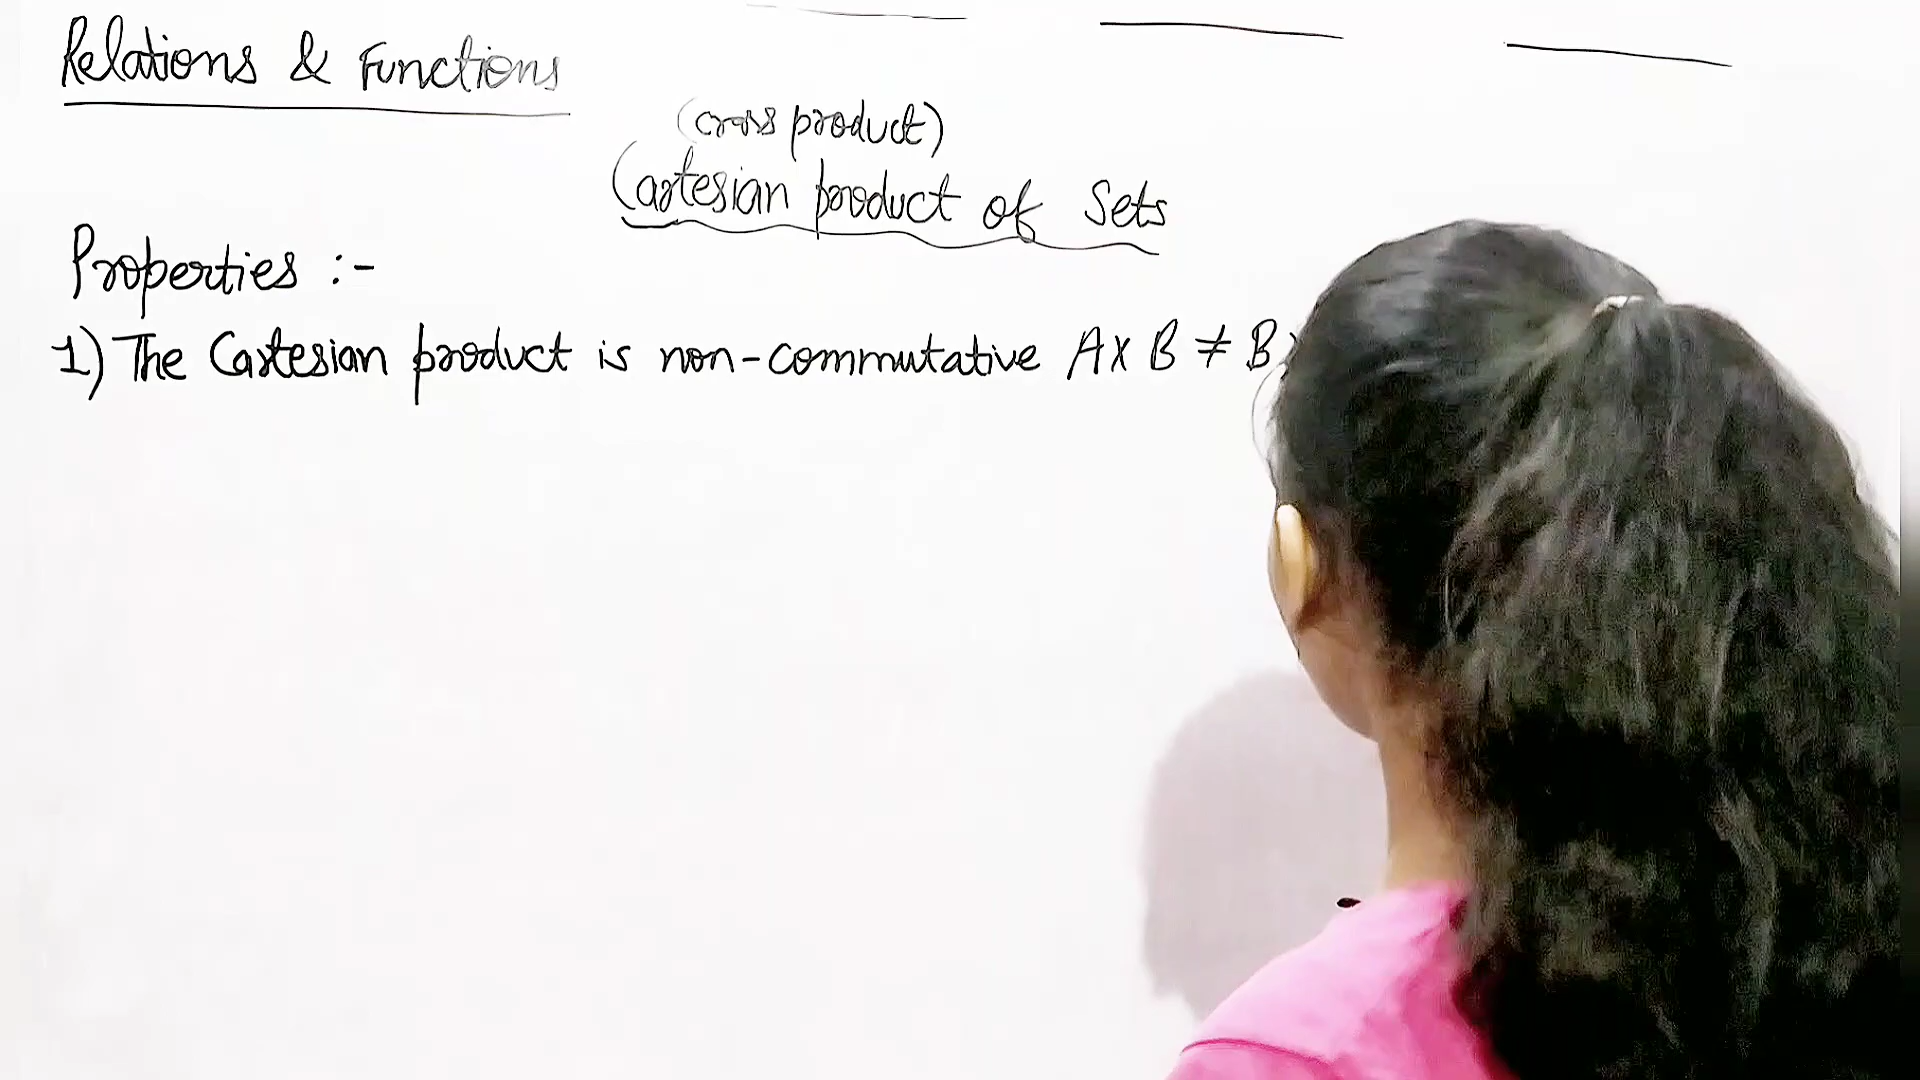 Relations & Functions
(cross product)
Cartesian product of Sets
Properties :-
1) The Cartesian product is non-commutative A x B ≠ B